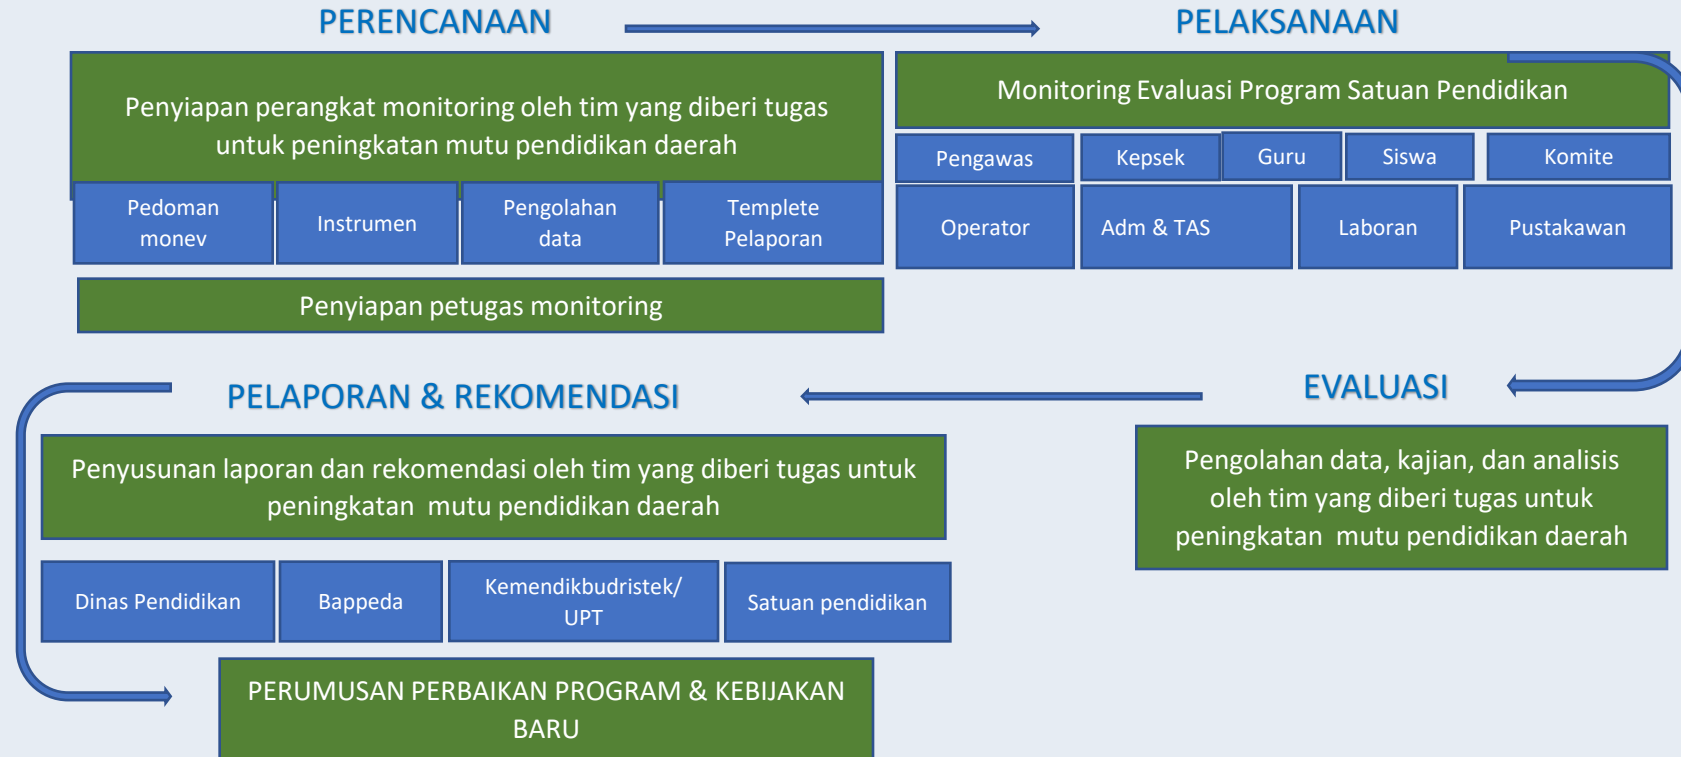 PERENCANAAN
Penyiapan perangkat monitoring oleh tim yang diberi tugas
untuk peningkatan mutu pendidikan daerah
Pedoman
monev
Instrumen
Pengolahan
data
Templete
Pelaporan
Penyiapan petugas monitoring
PELAKSANAAN
Monitoring Evaluasi Program Satuan Pendidikan
Pengawas
Kepsek
Guru
Siswa
Komite
Operator
Adm & TAS
Laboran
Pustakawan
EVALUASI
Pengolahan data, kajian, dan analisis
oleh tim yang diberi tugas untuk
peningkatan mutu pendidikan daerah
PELAPORAN & REKOMENDASI
Penyusunan laporan dan rekomendasi oleh tim yang diberi tugas untuk
peningkatan mutu pendidikan daerah
Dinas Pendidikan
Bappeda
Kemendikbudristek/
UPT
Satuan pendidikan
PERUMUSAN PERBAIKAN PROGRAM & KEBIJAKAN
BARU